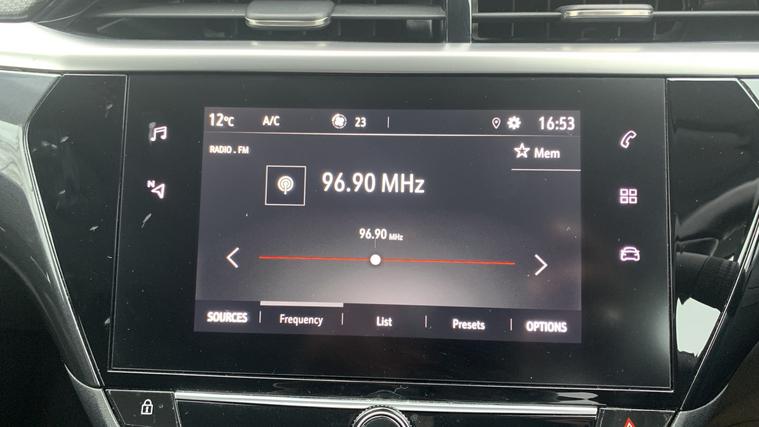 12°C A/C 23 16:53
RADIO . FM
Mem
96.90 MHz
96.90 MHz
N
SOURCES Frequency List Presets OPTIONS